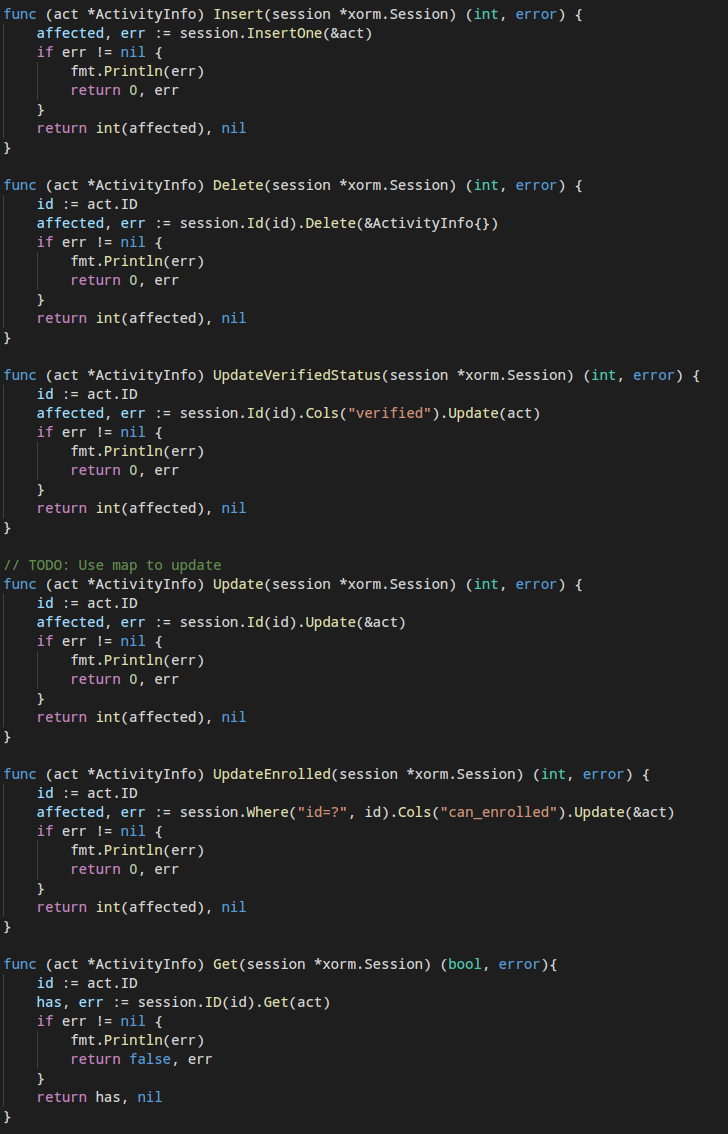 func (act *ActivityInfo) Insert(session *xorm.Session) (int, error) {
    affected, err := session.InsertOne(&act)
    if err != nil {
        fmt.Println(err)
        return 0, err
    }
    return int(affected), nil
}

func (act *ActivityInfo) Delete(session *xorm.Session) (int, error) {
    id := act.ID
    affected, err := session.Id(id).Delete(&ActivityInfo{})
    if err != nil {
        fmt.Println(err)
        return 0, err
    }
    return int(affected), nil
}

func (act *ActivityInfo) UpdateVerifiedStatus(session *xorm.Session) (int, error) {
    id := act.ID
    affected, err := session.Id(id).Cols("verified").Update(act)
    if err != nil {
        fmt.Println(err)
        return 0, err
    }
    return int(affected), nil
}

// TODO: Use map to update
func (act *ActivityInfo) Update(session *xorm.Session) (int, error) {
    id := act.ID
    affected, err := session.Id(id).Update(&act)
    if err != nil {
        fmt.Println(err)
        return 0, err
    }
    return int(affected), nil
}

func (act *ActivityInfo) UpdateEnrolled(session *xorm.Session) (int, error) {
    id := act.ID
    affected, err := session.Where("id=?", id).Cols("can_enrolled").Update(&act)
    if err != nil {
        fmt.Println(err)
        return 0, err
    }
    return int(affected), nil
}

func (act *ActivityInfo) Get(session *xorm.Session) (bool, error){
    id := act.ID
    has, err := session.ID(id).Get(act)
    if err != nil {
        fmt.Println(err)
        return false, err
    }
    return has, nil
}